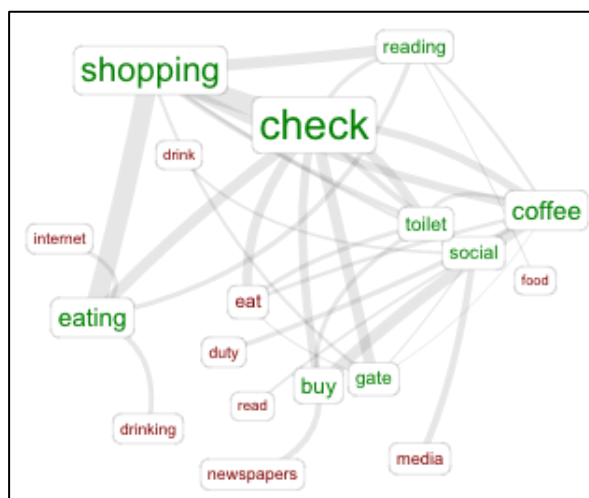 reading
shopping
check
drink
coffee
toilet
internet
social
food
eat
eating
duty
gate
buy
read
drinking
media
newspapers